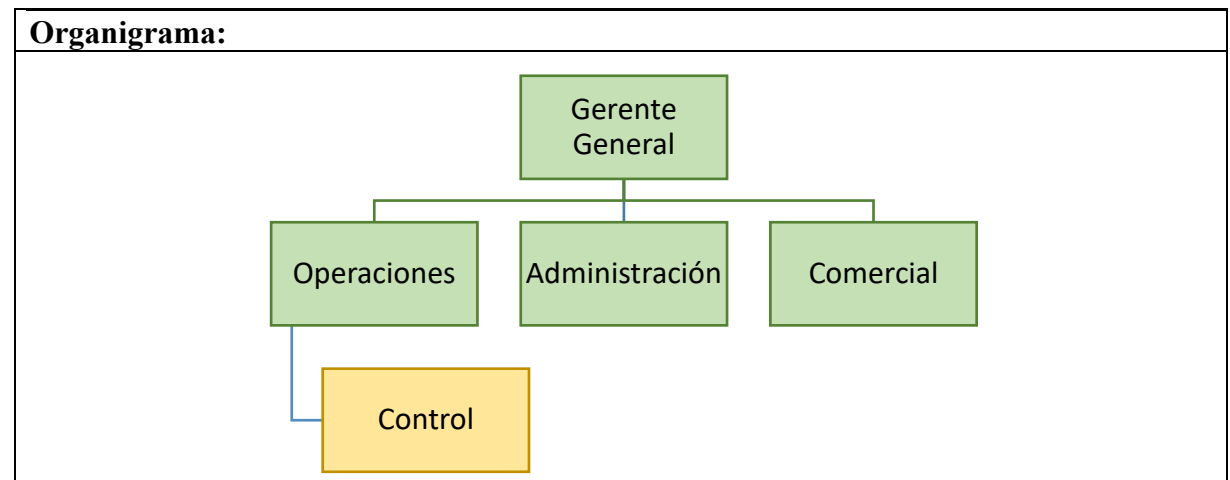 Organigrama:
Gerente
General
Operaciones
Administración
Comercial
Control